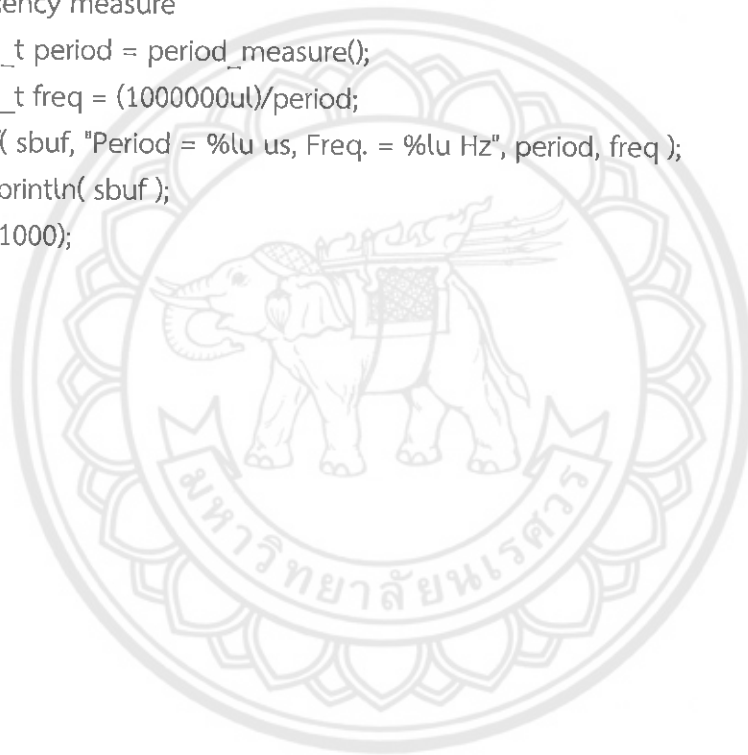 ency measure
_t period = period_measure();
_t freq = (1000000ul)/period;
( sbuf, "Period = %lu us, Freq. = %lu Hz", period, freq );
println( sbuf );
1000);
มหาวิทยาลัยนเรศวร